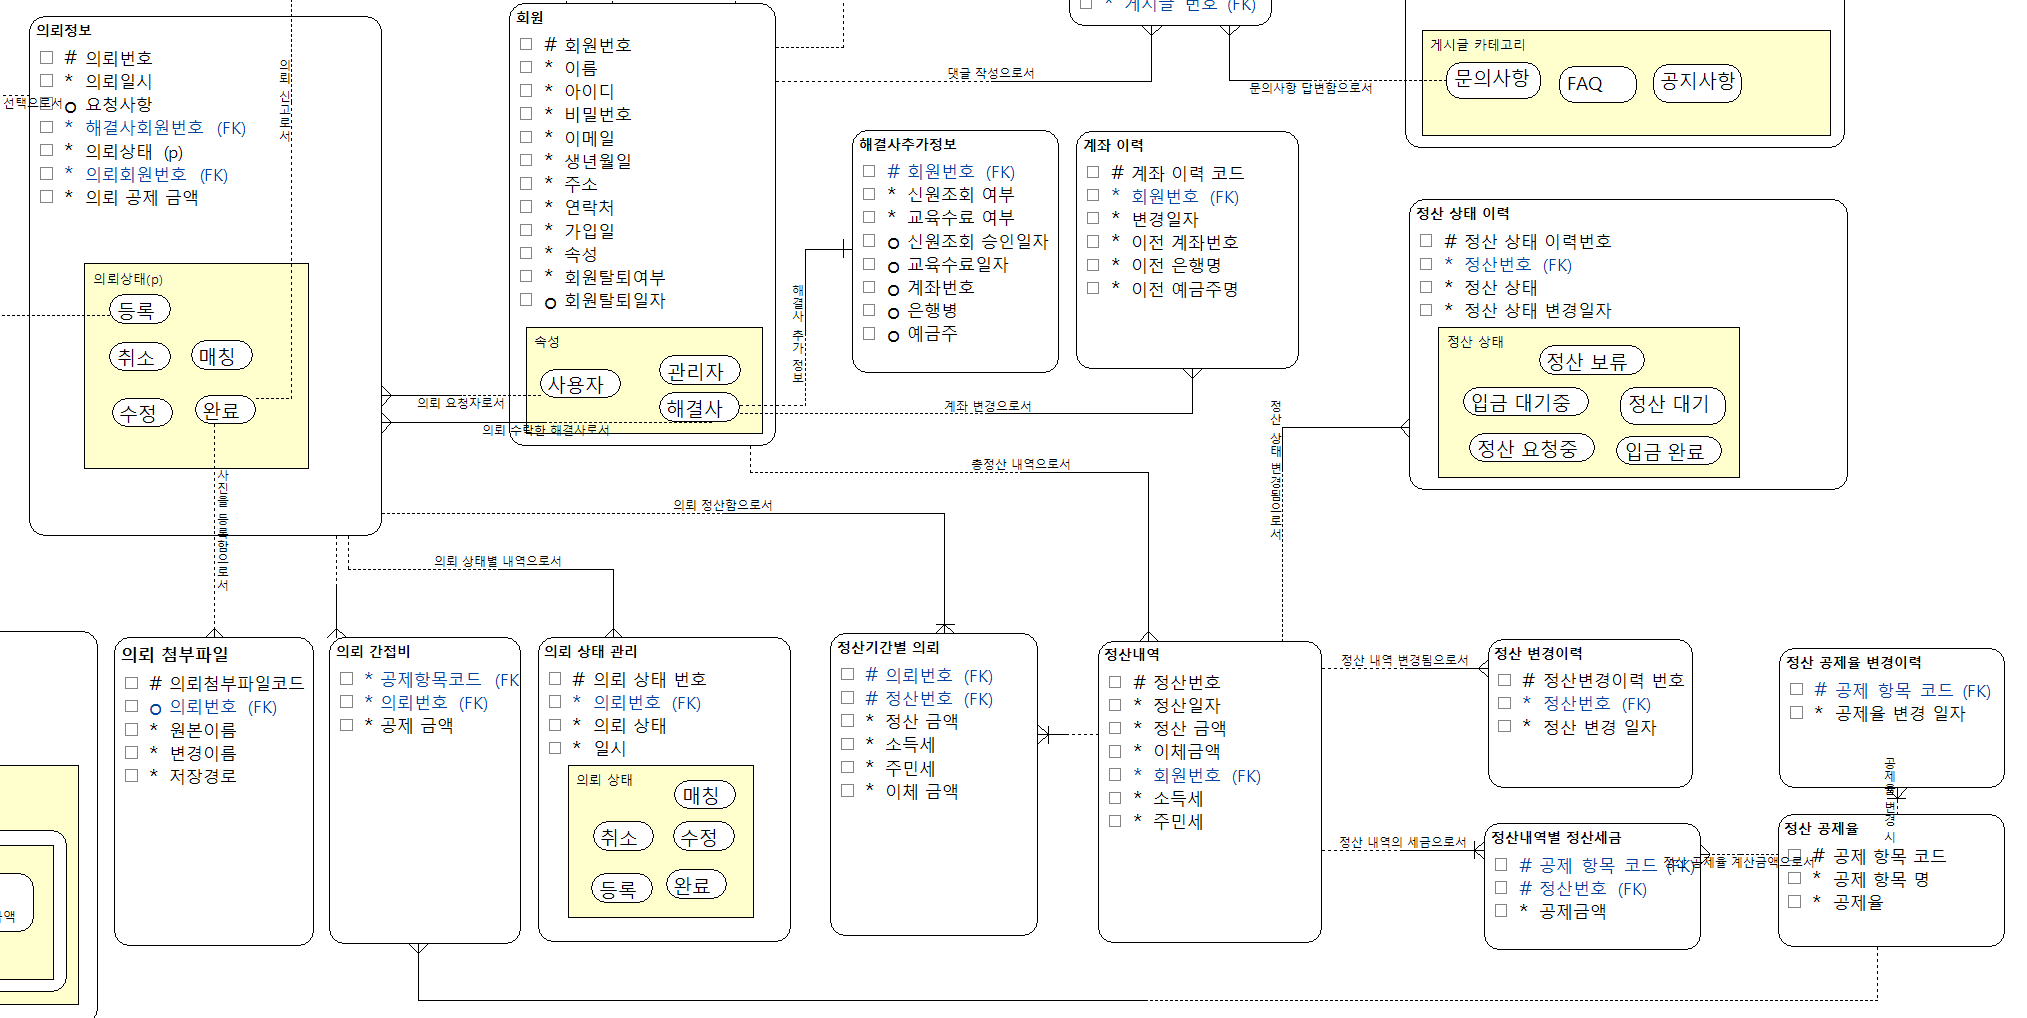 의뢰정보
# 의뢰번호
* 의뢰일시
o 요청사항
* 해결사회원번호 (FK)
* 의뢰상태 (p)
* 의뢰회원번호 (FK)
* 의뢰 공제 금액
의뢰상태(p)
등록
취소
매칭
수정
완료
선택으로서
의뢰 신고로서
사진을 등록함으로서
회원
# 회원번호
* 이름
* 아이디
* 비밀번호
* 이메일
* 생년월일
* 주소
* 연락처
* 가입일
* 속성
* 회원탈퇴여부
o 회원탈퇴일자
속성
사용자
관리자
해결사
의뢰 요청자로서
의뢰 수락한 해결사로서
* 게시글 번호 (FK)
댓글 작성으로서
문의사항 답변함으로서
게시글 카테고리
문의사항
FAQ
공지사항
해결사추가정보
# 회원번호 (FK)
* 신원조회 여부
* 교육수료 여부
o 신원조회 승인일자
o 교육수료일자
o 계좌번호
o 은행병
o 예금주
해결사 추가 정보
계좌 이력
# 계좌 이력 코드
* 회원번호 (FK)
* 변경일자
* 이전 계좌번호
* 이전 은행명
* 이전 예금주명
계좌 변경으로서
정산 상태 이력
# 정산 상태 이력번호
* 정산번호 (FK)
* 정산 상태
* 정산 상태 변경일자
정산 상태
정산 보류
입금 대기중
정산 대기
정산 요청중
입금 완료
정산 상태 변경됨으로서
총정산 내역으로서
의뢰 정산함으로서
의뢰 상태별 내역으로서
금액
의뢰 첨부파일
# 의뢰첨부파일코드
o 의뢰번호 (FK)
* 원본이름
* 변경이름
* 저장경로
의뢰 간접비
* 공제항목코드 (FK
* 의뢰번호 (FK)
* 공제 금액
의뢰 상태 관리
# 의뢰 상태 번호
* 의뢰번호 (FK)
* 의뢰 상태
* 일시
의뢰 상태
매칭
취소
수정
등록
완료
정산기간별 의뢰
# 의뢰번호 (FK)
# 정산번호 (FK)
* 정산 금액
* 소득세
* 주민세
* 이체 금액
정산내역
# 정산번호
* 정산일자
* 정산 금액
* 이체금액
* 회원번호 (FK)
* 소득세
* 주민세
정산 내역 변경됨으로서
정산 내역의 세금으로서
정산 변경이력
# 정산변경이력 번호
* 정산번호 (FK)
* 정산 변경 일자
정산내역별 정산세금
# 공제 항목 코드 (FK)
# 정산번호 (FK)
* 공제금액
정산 공제율 계산금액으로서
정산 공제율 변경이력
# 공제 항목 코드 (FK)
* 공제율 변경 일자
공제율 변경 시
정산 공제율
# 공제 항목 코드
* 공제 항목 명
* 공제율